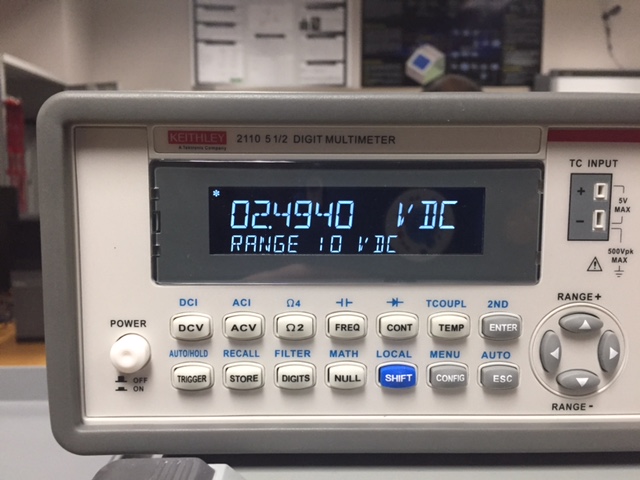 KEITHLEY 2110 5 1/2 DIGIT MULTIMETER
A Tektronix Company
TC INPUT
* 02.4940 VDC
RANGE 10 VDC
+
-
5V
MAX
500Vpk
MAX
DCI ACI Ω4 TCOUPL 2ND
RANGE +
POWER
DCV ACV Ω2 FREQ CONT TEMP ENTER
AUTO/HOLD RECALL FILTER MATH LOCAL MENU AUTO
OFF
ON
TRIGGER STORE DIGITS NULL SHIFT CONFIG ESC
RANGE -